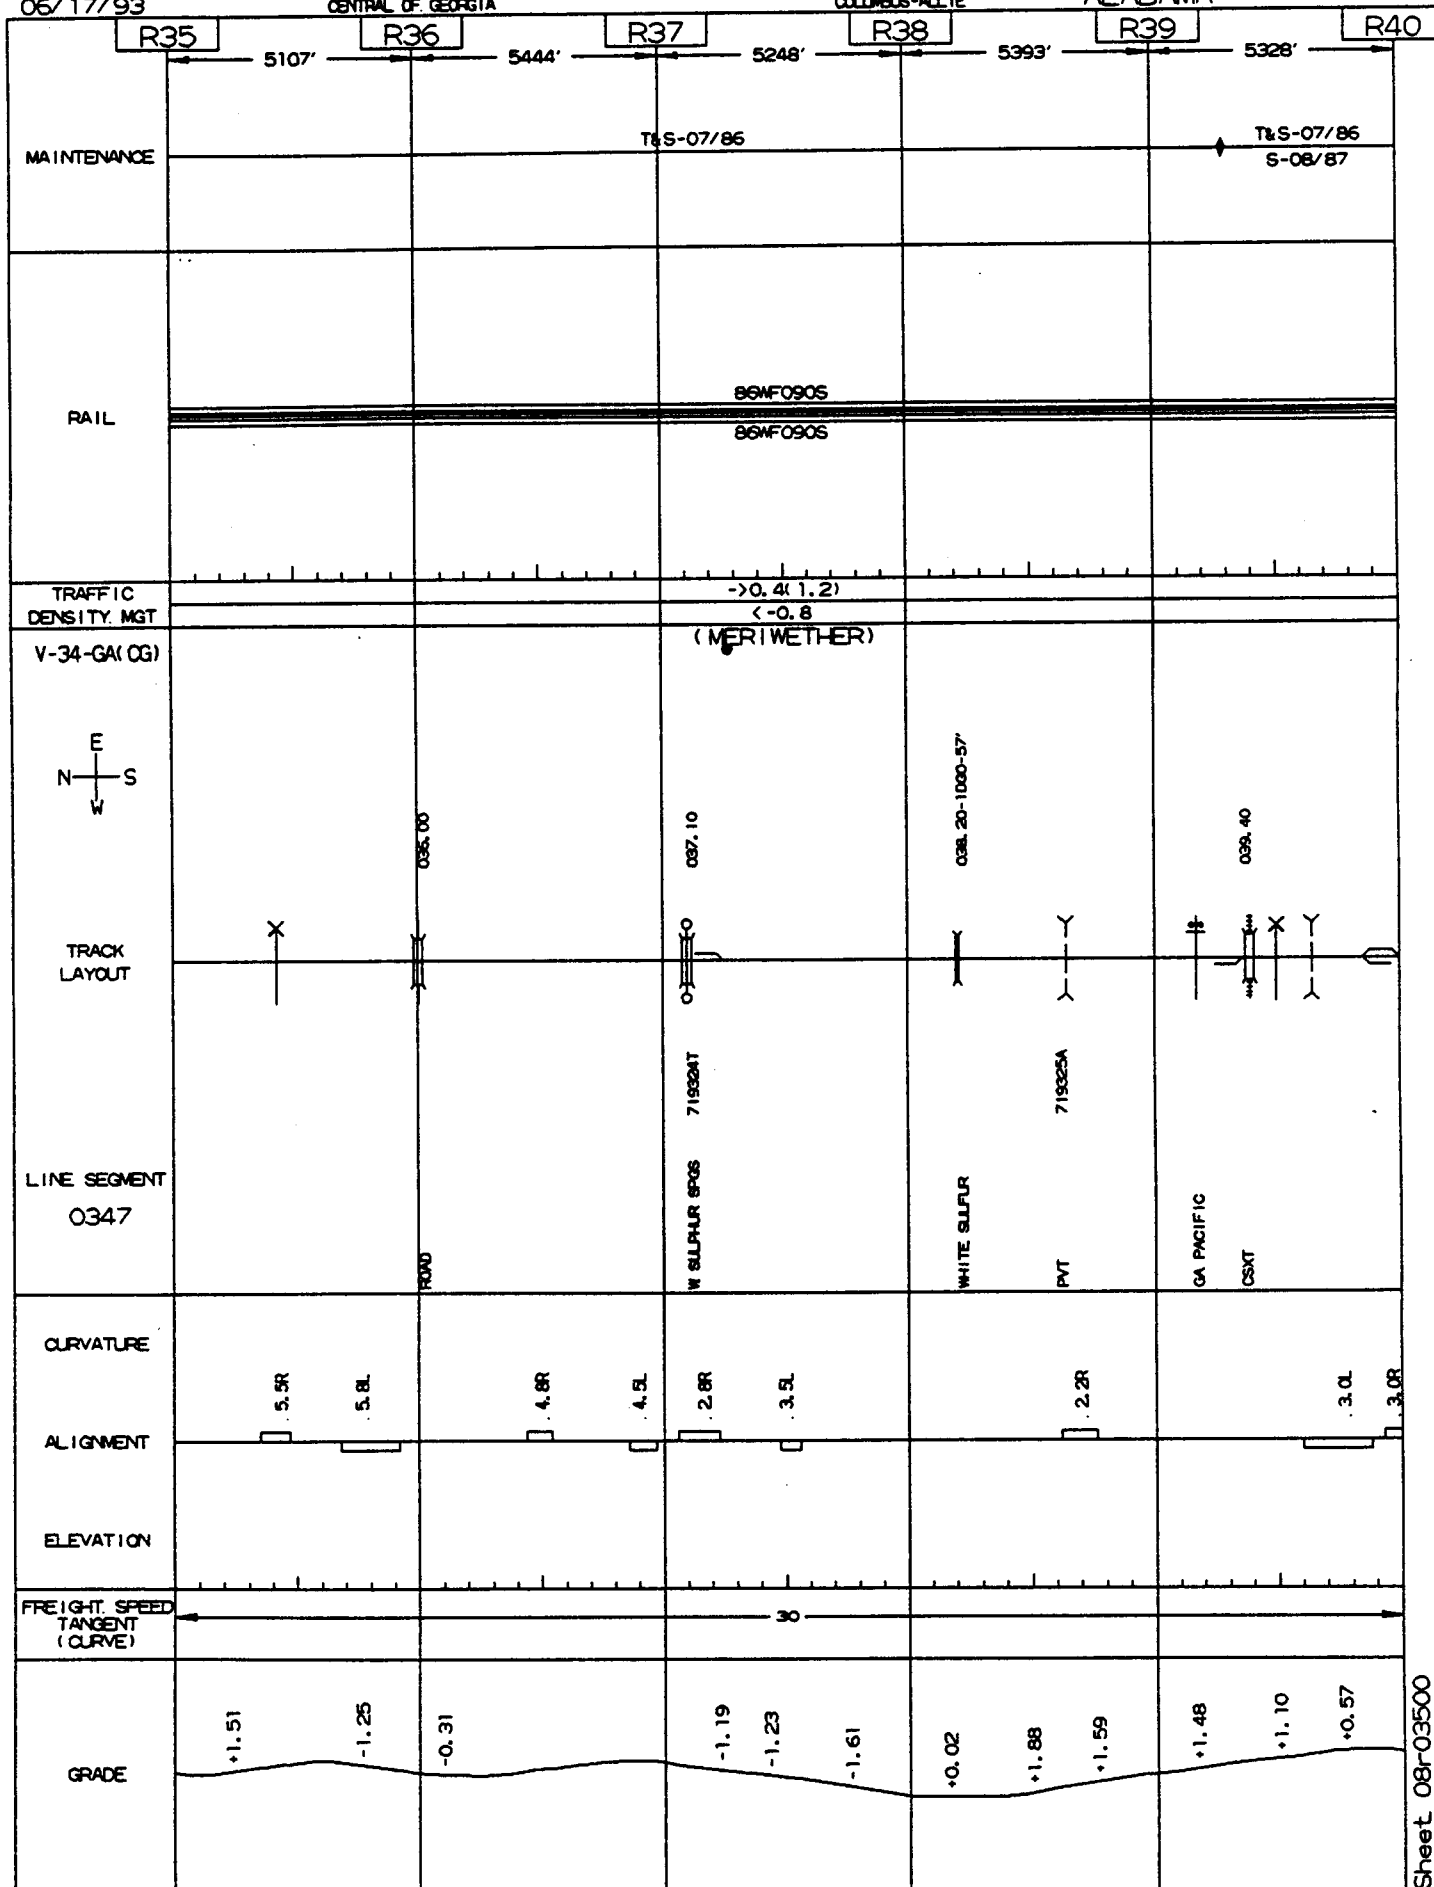 06/17/93 CENTRAL OF GEORGIA
R35 R36 R37 R38 R39 R40
5107' 5444' 5248' 5393' 5328'
MAINTENANCE
T&S-07/86
T&S-07/86
S-08/87
RAIL
86WF090S
86WF090S
TRAFFIC
DENSITY. MGT
->0.4(1.2)
<-0.8
(MERIWETHER)
V-34-GA(CG)
E
N S
W
036.00
037.10
038.20-1DGO-57'
039.40
TRACK
LAYOUT
719324T
719325A
LINE SEGMENT
0347
ROAD
W SULPHUR SPGS
WHITE SULFUR
PVT
GA PACIFIC
CSXT
CURVATURE
5.5R 5.8L 4.8R 4.5L 2.8R 3.5L 2.2R 3.0L 3.0R
ALIGNMENT
ELEVATION
FREIGHT. SPEED
TANGENT
(CURVE)
30
GRADE
+1.51 -1.25 -0.31 -1.19 -1.23 -1.61 +0.02 +1.88 +1.59 +1.48 +1.10 +0.57
Sheet 08r03500